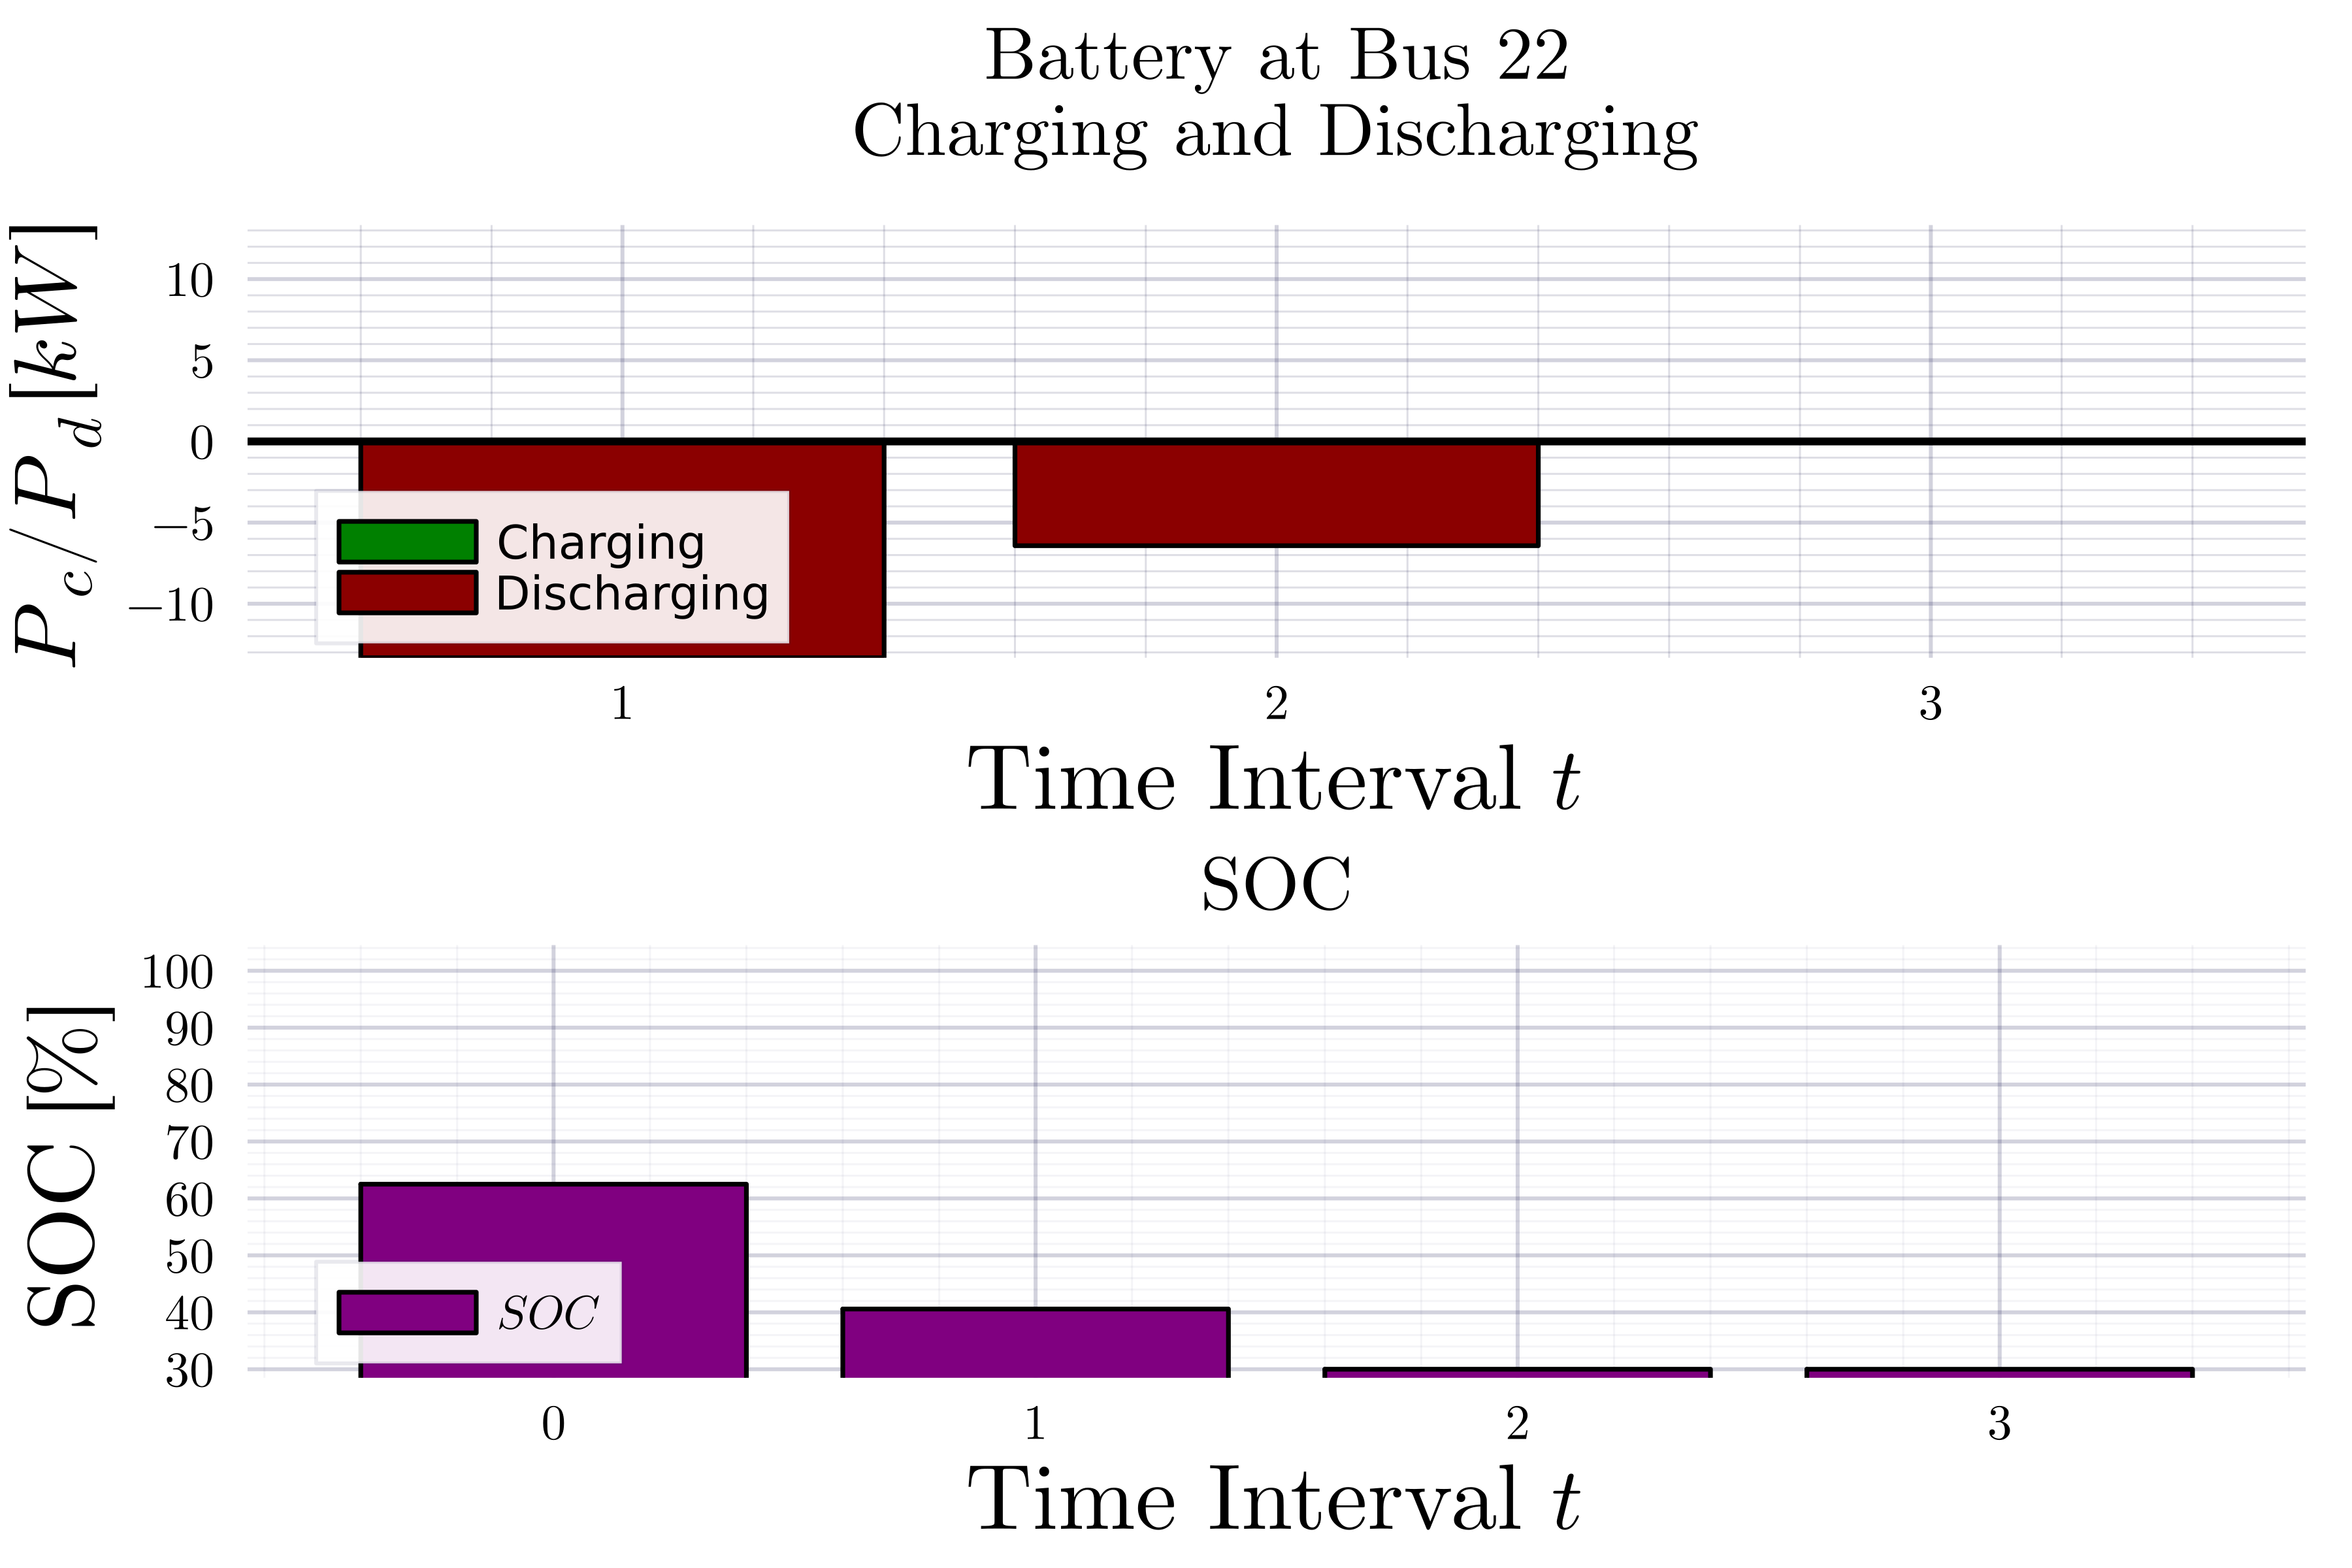 Battery at Bus 22
Charging and Discharging
P_c/P_d [kW]
10
5
0
−5
−10
Charging
Discharging
1 2 3
Time Interval t
SOC
SOC [%]
100
90
80
70
60
50
40
30
SOC
0 1 2 3
Time Interval t